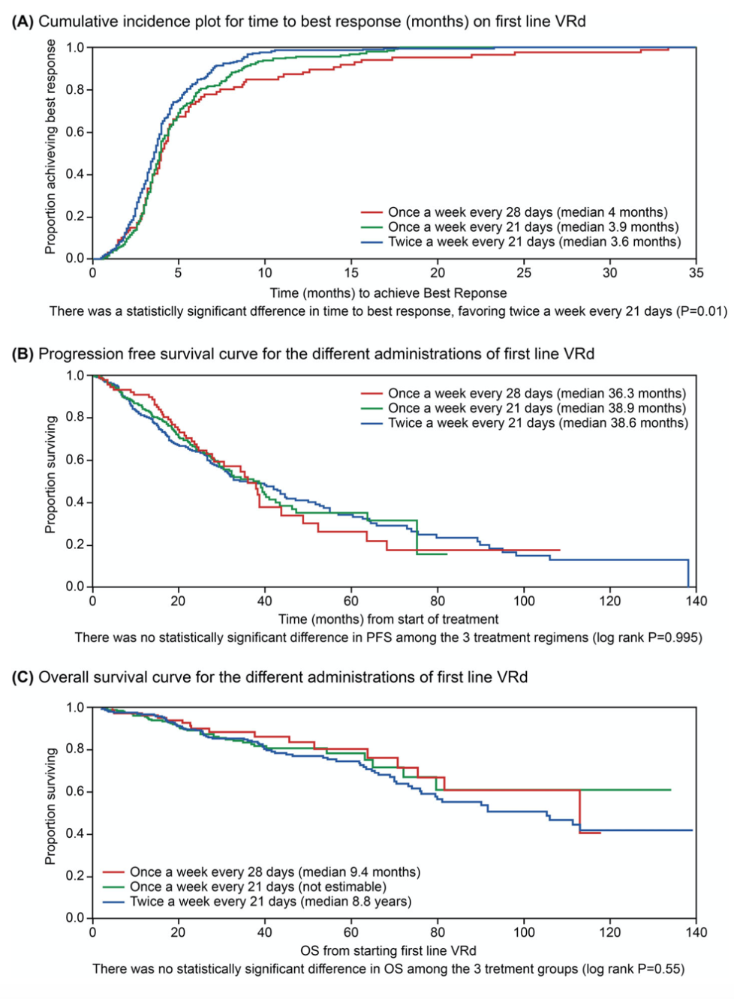 (A) Cumulative incidence plot for time to best response (months) on first line VRd
Proportion achiveving best response
1.0
0.8
0.6
0.4
0.2
0.0
Once a week every 28 days (median 4 months)
Once a week every 21 days (median 3.9 months)
Twice a week every 21 days (median 3.6 months)
0 5 10 15 20 25 30 35
Time (months) to achieve Best Reponse
There was a statisticlly significant dfference in time to best response, favoring twice a week every 21 days (P=0.01)
(B) Progression free survival curve for the different administrations of first line VRd
Proportion surviving
1.0
0.8
0.6
0.4
0.2
0.0
Once a week every 28 days (median 36.3 months)
Once a week every 21 days (median 38.9 months)
Twice a week every 21 days (median 38.6 months)
0 20 40 60 80 100 120 140
Time (months) from start of treatment
There was no statistically significant difference in PFS among the 3 treatment regimens (log rank P=0.995)
(C) Overall survival curve for the different administrations of first line VRd
Proportion surviving
1.0
0.8
0.6
0.4
0.2
0.0
Once a week every 28 days (median 9.4 months)
Once a week every 21 days (not estimable)
Twice a week every 21 days (median 8.8 years)
0 20 40 60 80 100 120 140
OS from starting first line VRd
There was no statistically significant difference in OS among the 3 tretment groups (log rank P=0.55)